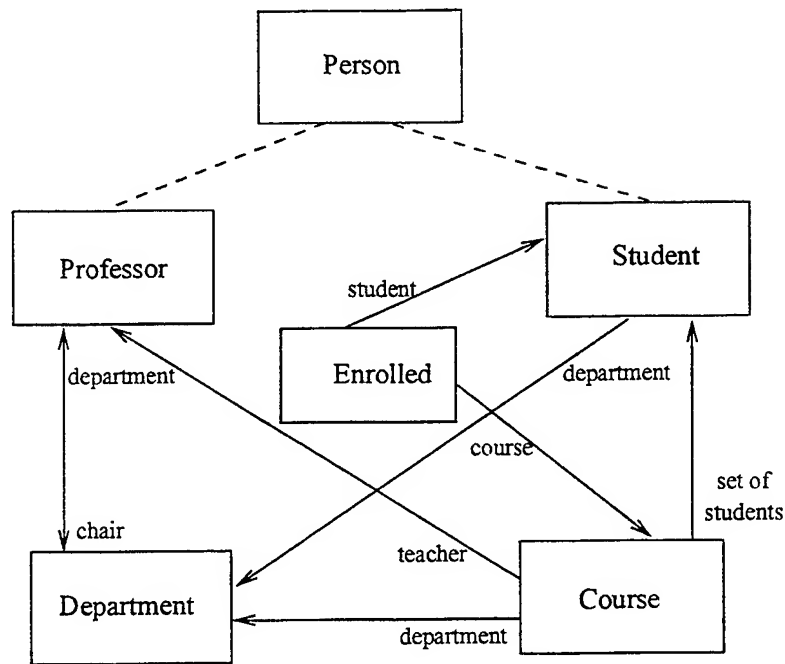 Person
Professor
Student
student
department
Enrolled
department
course
set of
students
chair
teacher
Department
Course
department